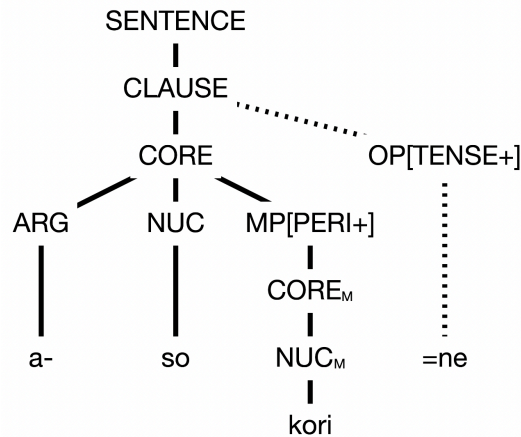 SENTENCE
CLAUSE
CORE OP[TENSE+]
ARG NUC MP[PERI+]
COREM
a- so NUCM =ne
kori